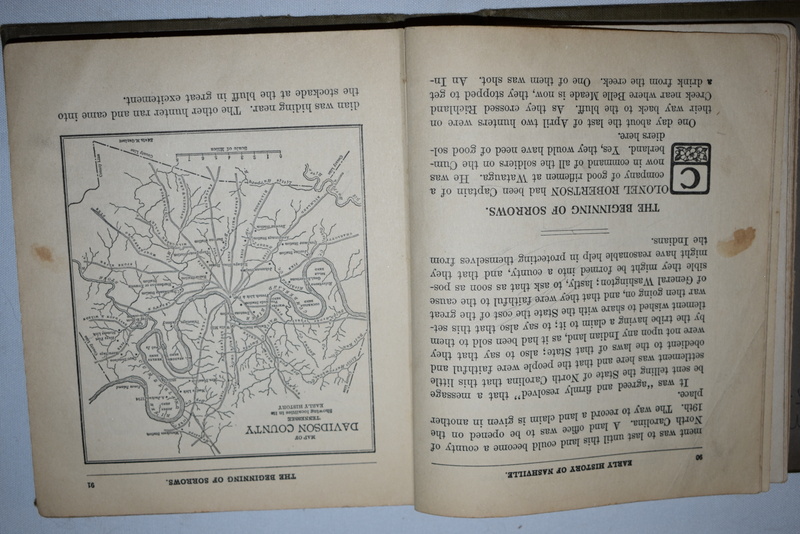 90
EARLY HISTORY OF NASHVILLE.
ment was to last until this land could become a county of
North Carolina. A land office was to be opened on the
19th. The way to record a land claim is given in another
place.
It was "agreed and firmly resolved" that a message
be sent telling the State of North Carolina that this little
settlement was here and that the people were faithful and
obedient to the laws of that State; also to say that they
were not upon any Indian land, as it had been sold to them
by the tribe having a claim to it; to say also that this set-
tlement wished to share with the State the cost of the great
war then going on, and that they were faithful to the cause
of General Washington; lastly, to ask that as soon as pos-
sible they might be formed into a county, and that they
might have reasonable help in protecting themselves from
the Indians.
THE BEGINNING OF SORROWS.
COLONEL ROBERTSON had been Captain of a
company of good riflemen at Watauga. He was
now in command of all the soldiers on the Cum-
berland. Yes, they would have need of good sol-
diers here.
One day about the last of April two hunters were on
their way back to the bluff. As they crossed Richland
Creek near where Belle Meade is now, they stopped to get
a drink from the creek. One of them was shot. An In-
THE BEGINNING OF SORROWS.
91
MAP OF
DAVIDSON COUNTY
TENNESSEE
Showing Localities in its
EARLY HISTORY
Scale of Miles
dian was hiding near. The other hunter ran and came into
the stockade at the bluff in great excitement.